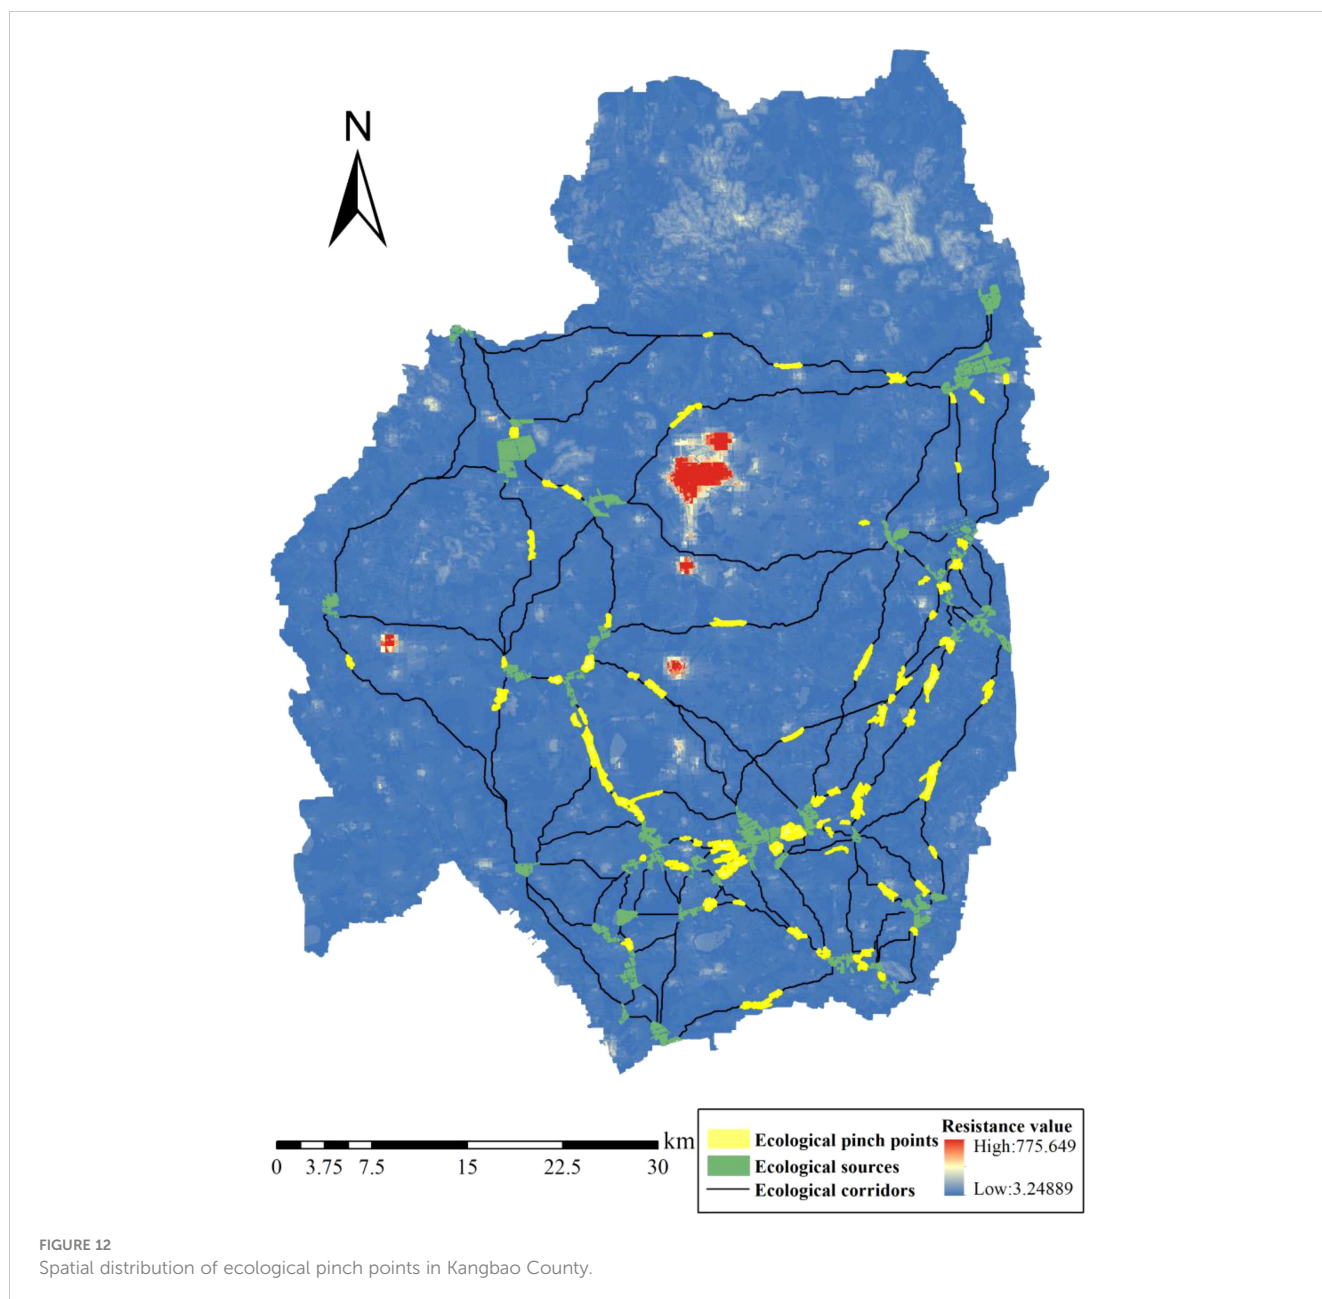 N
km
0 3.75 7.5 15 22.5 30
Resistance value
Ecological pinch points
High:775.649
Ecological sources
Ecological corridors
Low:3.24889
FIGURE 12
Spatial distribution of ecological pinch points in Kangbao County.